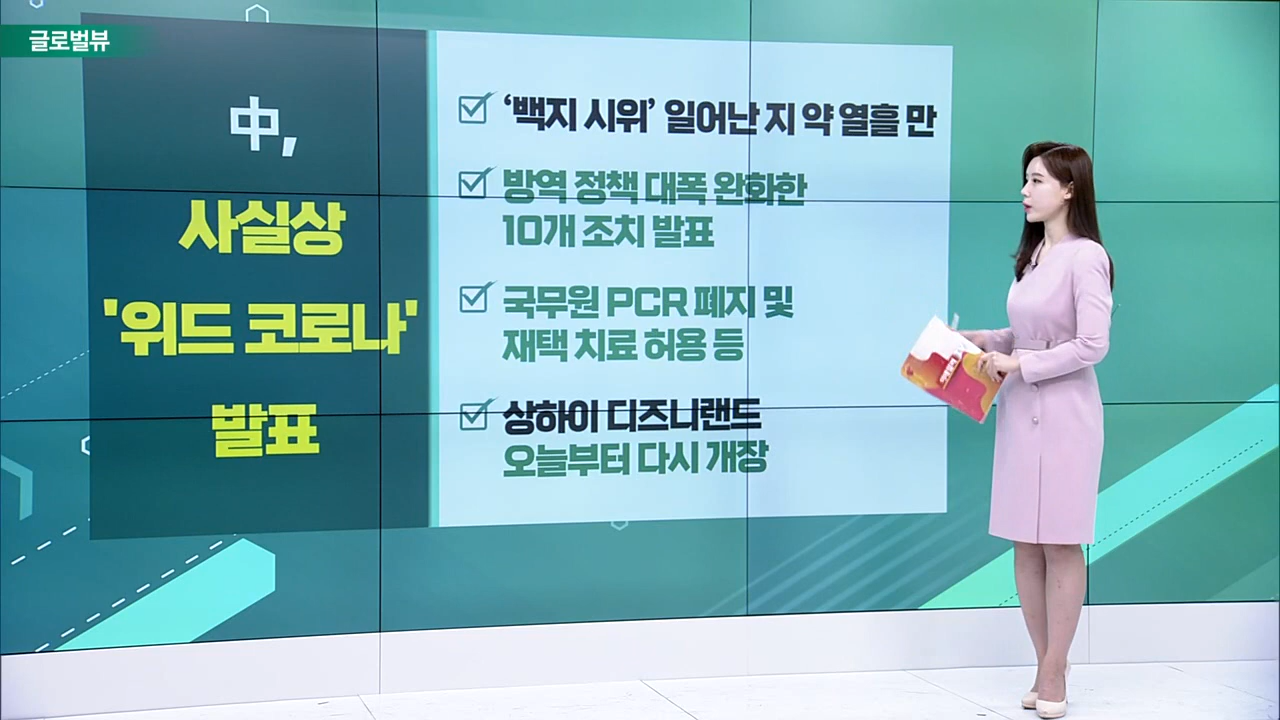 글로벌뷰
中,
사실상
'위드 코로나'
발표
‘백지 시위’ 일어난 지 약 열흘 만
방역 정책 대폭 완화한
10개 조치 발표
국무원 PCR 폐지 및
재택 치료 허용 등
상하이 디즈니랜드
오늘부터 다시 개장